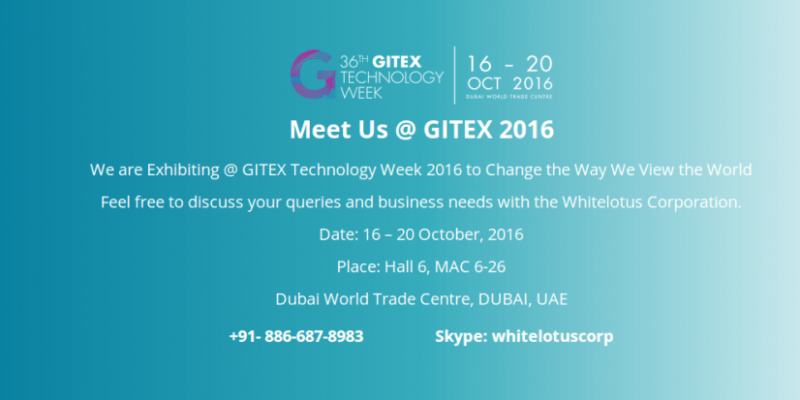 36TH GITEX
TECHNOLOGY
WEEK
16 – 20
OCT 2016
DUBAI WORLD TRADE CENTRE
Meet Us @ GITEX 2016
We are Exhibiting @ GITEX Technology Week 2016 to Change the Way We View the World
Feel free to discuss your queries and business needs with the Whitelotus Corporation.
Date: 16 – 20 October, 2016
Place: Hall 6, MAC 6-26
Dubai World Trade Centre, DUBAI, UAE
+91- 886-687-8983 Skype: whitelotuscorp